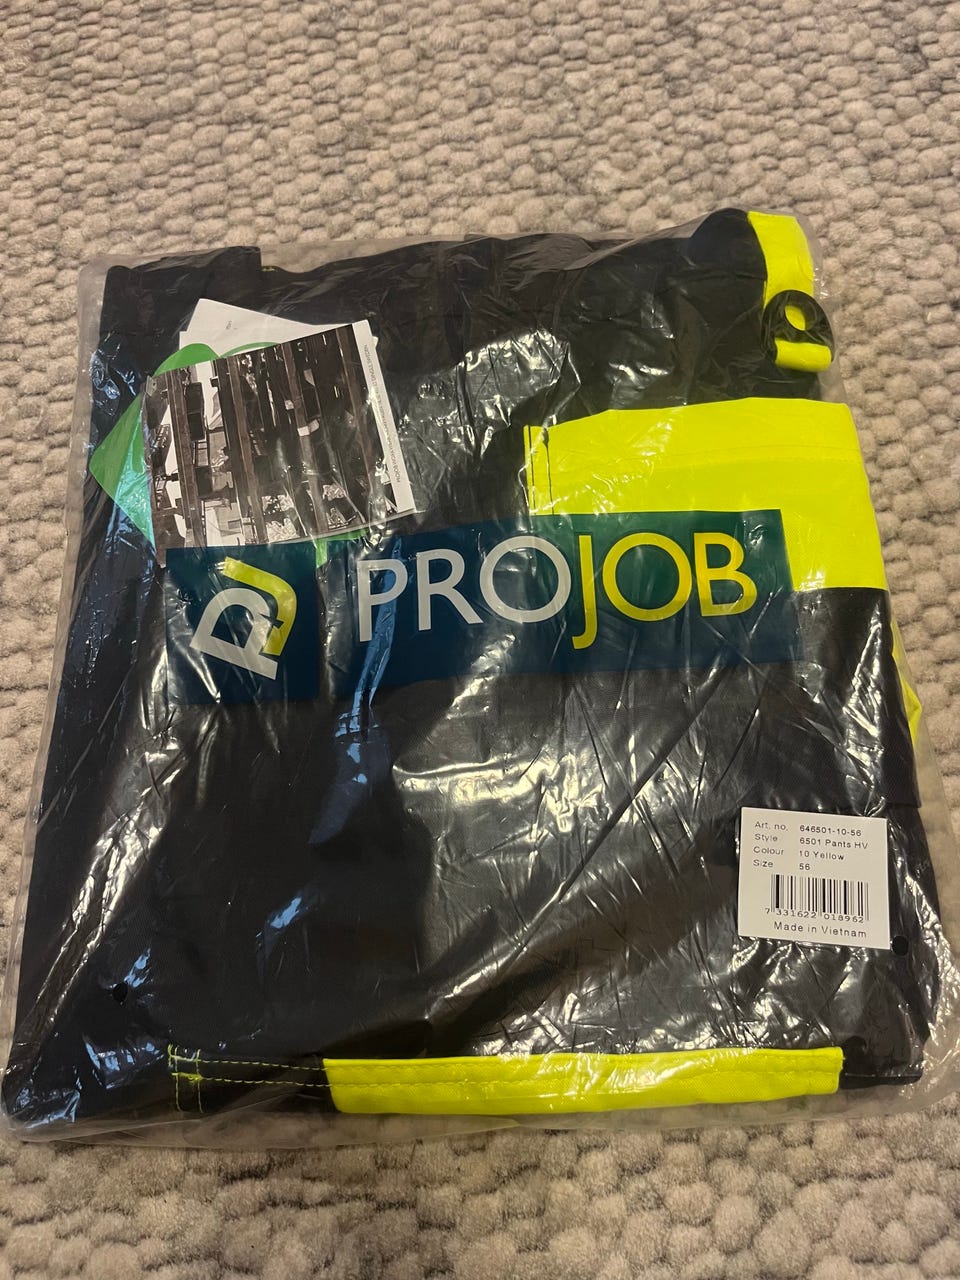 PJ
PROJOB
Art. no. 646501-10-56
Style 6501 Pants HV
Colour 10 Yellow
Size 56
7 331622 018962
Made in Vietnam